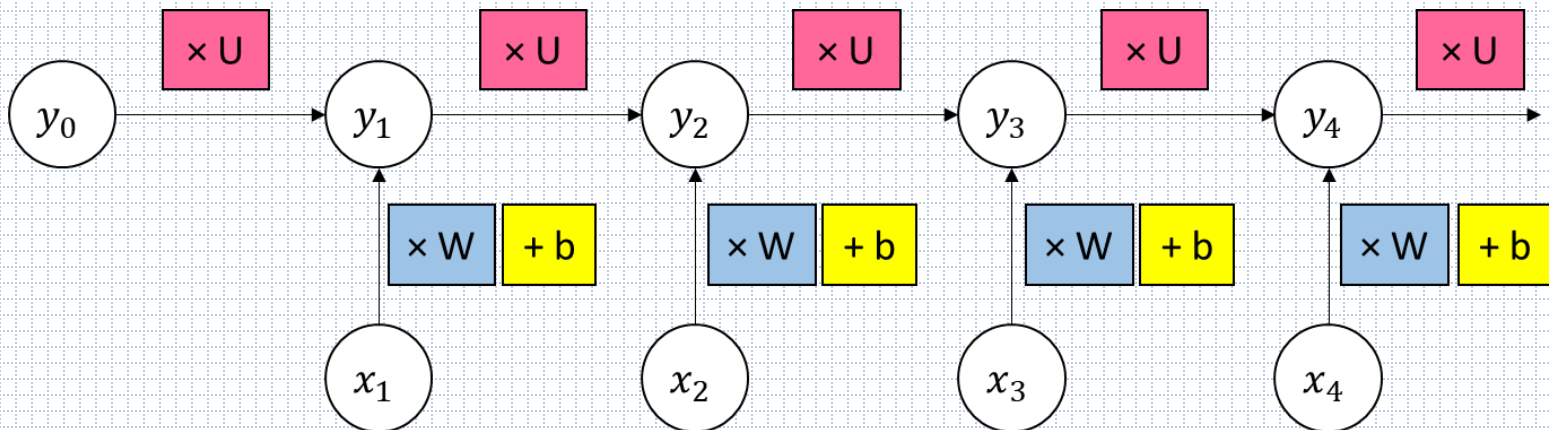 × U × U × U × U × U
y₀ y₁ y₂ y₃ y₄
× W + b × W + b × W + b × W + b
x₁ x₂ x₃ x₄